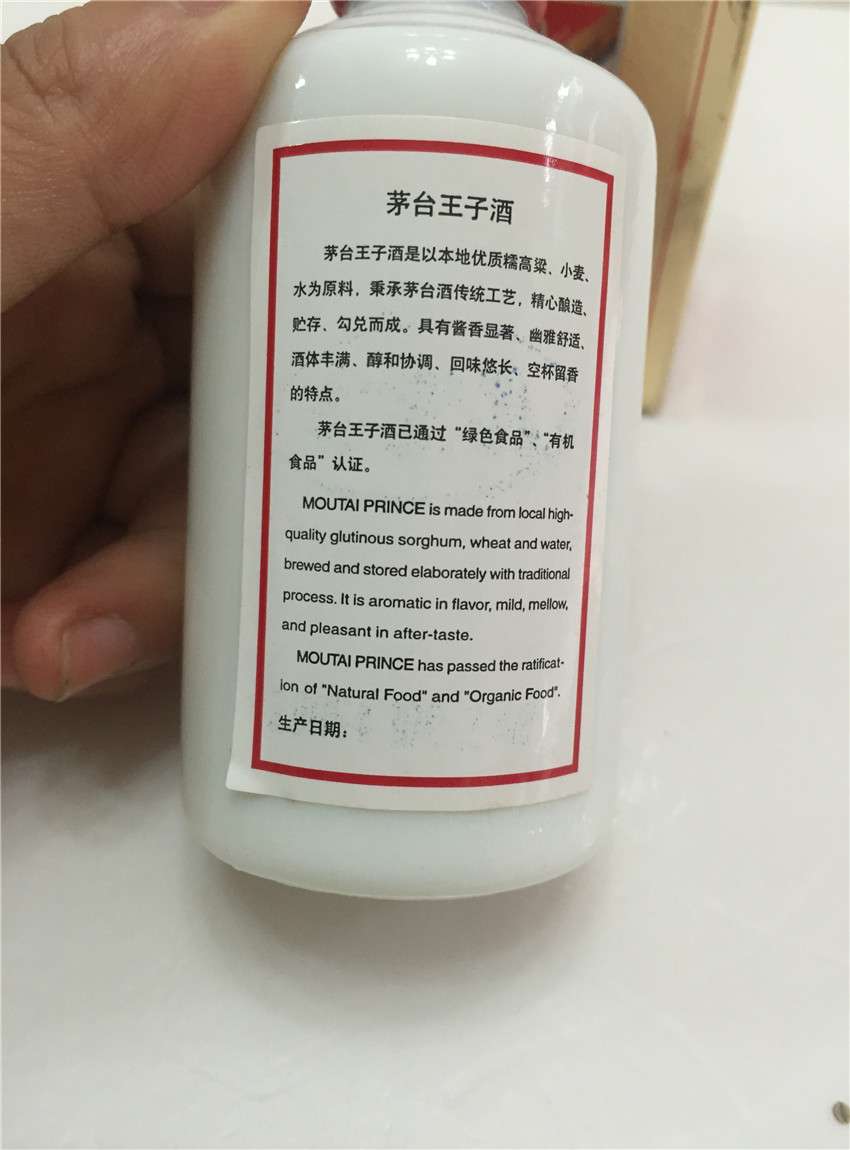 茅台王子酒
茅台王子酒是以本地优质糯高粱、小麦、
水为原料，秉承茅台酒传统工艺，精心酿造、
贮存、勾兑而成。具有酱香显著、幽雅舒适、
酒体丰满、醇和协调、回味悠长、空杯留香
的特点。
茅台王子酒已通过“绿色食品”、“有机
食品”认证。
MOUTAI PRINCE is made from local high-
quality glutinous sorghum, wheat and water,
brewed and stored elaborately with traditional
process. It is aromatic in flavor, mild, mellow,
and pleasant in after-taste.
MOUTAI PRINCE has passed the ratificat-
ion of "Natural Food" and "Organic Food".
生产日期：